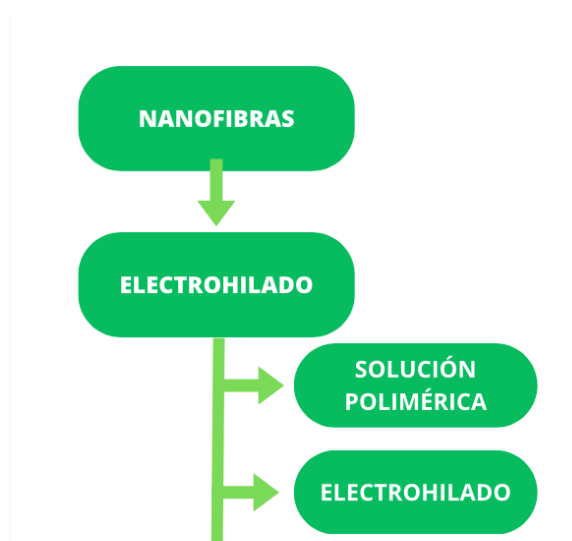 NANOFIBRAS
ELECTROHILADO
SOLUCIÓN
POLIMÉRICA
ELECTROHILADO